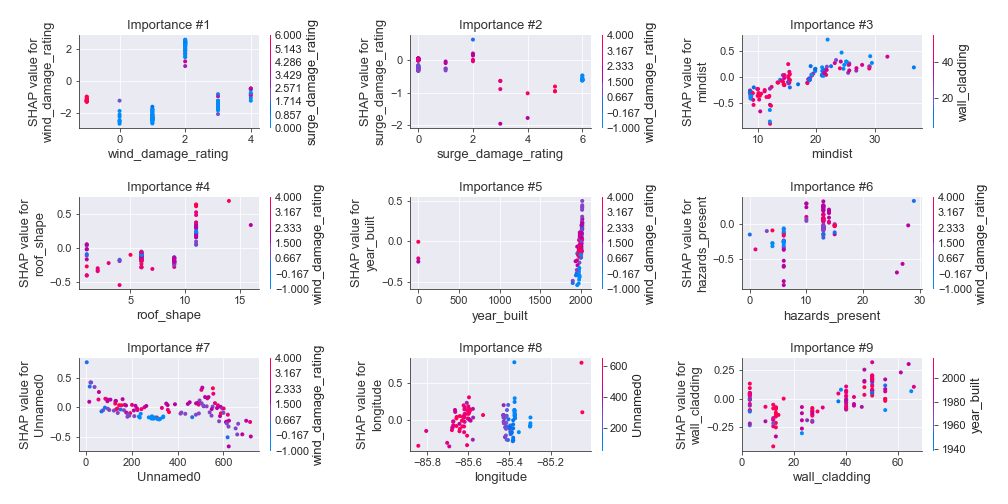 Importance #1
SHAP value for
wind_damage_rating
2
0
−2
0
2
4
wind_damage_rating
6.000
5.143
4.286
4.429
2.571
1.714
0.857
0.000
surge_damage_rating
Importance #2
SHAP value for
surge_damage_rating
0
−1
−2
0
2
4
6
surge_damage_rating
4.000
3.167
2.333
1.500
0.667
−0.167
−1.000
wind_damage_rating
Importance #3
SHAP value for
mindist
0.5
0.0
−0.5
10
20
30
mindist
40
20
wall_cladding
Importance #4
SHAP value for
roof_shape
0.5
0.0
−0.5
5
10
15
roof_shape
4.000
3.167
2.333
1.500
0.667
−0.167
−1.000
wind_damage_rating
Importance #5
SHAP value for
year_built
0.5
0.0
−0.5
0
500
1000
1500
2000
year_built
4.000
3.167
2.333
1.500
0.667
−0.167
−1.000
wind_damage_rating
Importance #6
SHAP value for
hazards_present
0.0
−0.5
0
10
20
30
hazards_present
4.000
3.167
2.333
1.500
0.667
−0.167
−1.000
wind_damage_rating
Importance #7
SHAP value for
Unnamed0
0.5
0.0
−0.5
0
200
400
600
Unnamed0
4.000
3.167
2.333
1.500
0.667
−0.167
−1.000
wind_damage_rating
Importance #8
SHAP value for
longitude
0.5
0.0
−85.8
−85.6
−85.4
−85.2
longitude
600
400
200
Unnamed0
Importance #9
SHAP value for
wall_cladding
0.25
0.00
−0.25
0
20
40
60
wall_cladding
2000
1980
1960
1940
year_built